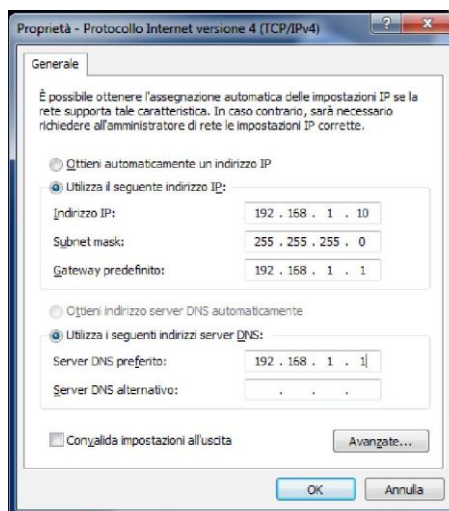 Proprietà - Protocollo Internet versione 4 (TCP/IPv4)
Generale
È possibile ottenere l'assegnazione automatica delle impostazioni IP se la
rete supporta tale caratteristica. In caso contrario, sarà necessario
richiedere all'amministratore di rete le impostazioni IP corrette.
Ottieni automaticamente un indirizzo IP
Utilizza il seguente indirizzo IP:
Indirizzo IP: 192 . 168 . 1 . 10
Subnet mask: 255 . 255 . 255 . 0
Gateway predefinito: 192 . 168 . 1 . 1
Ottieni indirizzo server DNS automaticamente
Utilizza i seguenti indirizzi server DNS:
Server DNS preferito: 192 . 168 . 1 . 1
Server DNS alternativo: . . .
Convalida impostazioni all'uscita Avanzate...
OK Annulla